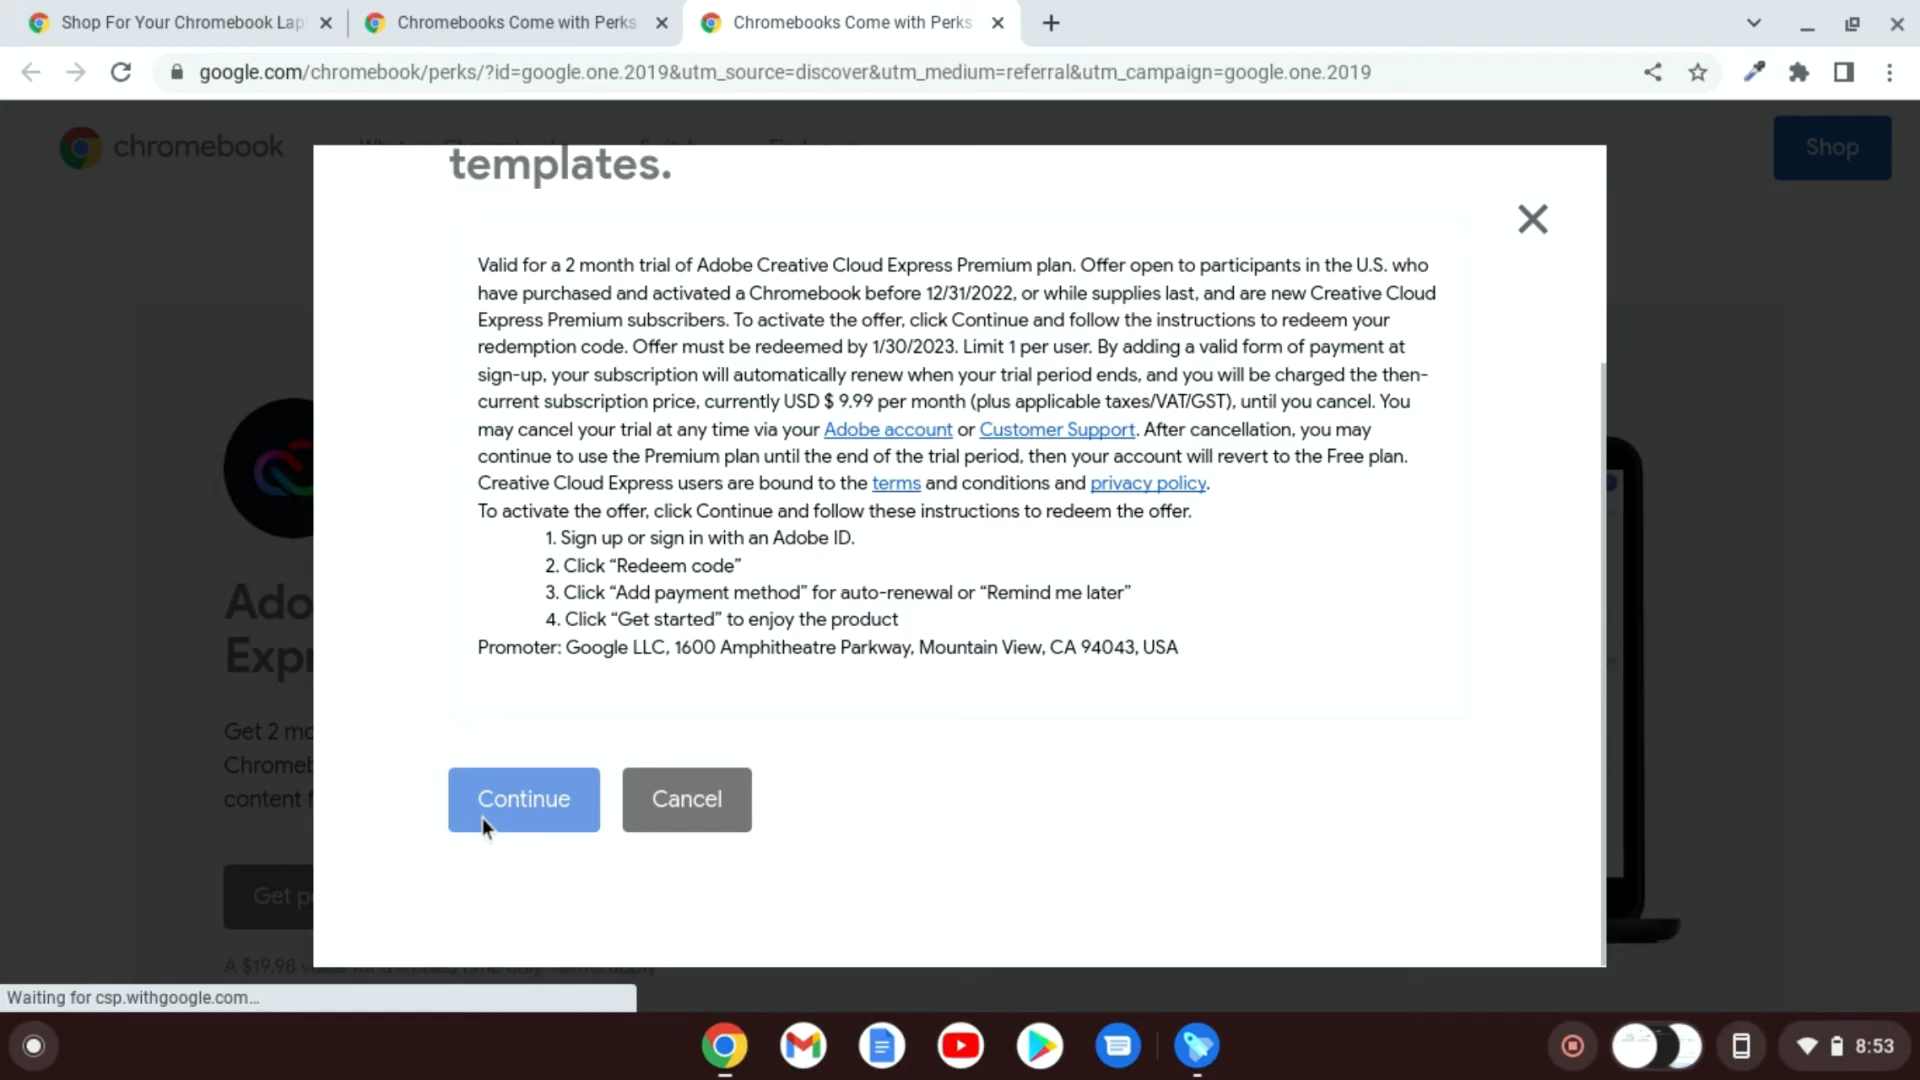 Shop For Your Chromebook Lap
Chromebooks Come with Perks
Chromebooks Come with Perks
google.com/chromebook/perks/?id=google.one.2019&utm_source=discover&utm_medium=referral&utm_campaign=google.one.2019
chromebook
Shop
templates.
Valid for a 2 month trial of Adobe Creative Cloud Express Premium plan. Offer open to participants in the U.S. who
have purchased and activated a Chromebook before 12/31/2022, or while supplies last, and are new Creative Cloud
Express Premium subscribers. To activate the offer, click Continue and follow the instructions to redeem your
redemption code. Offer must be redeemed by 1/30/2023. Limit 1 per user. By adding a valid form of payment at
sign-up, your subscription will automatically renew when your trial period ends, and you will be charged the then-
current subscription price, currently USD $ 9.99 per month (plus applicable taxes/VAT/GST), until you cancel. You
may cancel your trial at any time via your Adobe account or Customer Support. After cancellation, you may
continue to use the Premium plan until the end of the trial period, then your account will revert to the Free plan.
Creative Cloud Express users are bound to the terms and conditions and privacy policy.
To activate the offer, click Continue and follow these instructions to redeem the offer.
1. Sign up or sign in with an Adobe ID.
2. Click “Redeem code”
3. Click “Add payment method” for auto-renewal or “Remind me later”
4. Click “Get started” to enjoy the product
Promoter: Google LLC, 1600 Amphitheatre Parkway, Mountain View, CA 94043, USA
Ado
Expr
Get 2 mo
Chromeb
content f
Continue
Cancel
Get p
A $19.98
Waiting for csp.withgoogle.com...
8:53